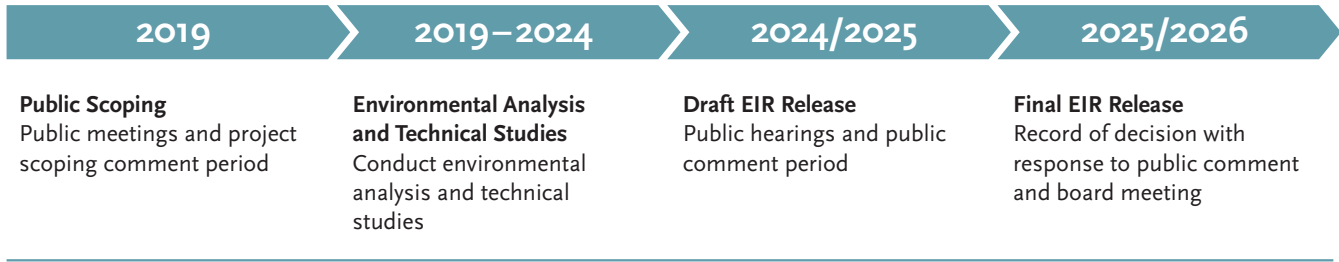 2019
2019–2024
2024/2025
2025/2026
Public Scoping
Public meetings and project
scoping comment period
Environmental Analysis
and Technical Studies
Conduct environmental
analysis and technical
studies
Draft EIR Release
Public hearings and public
comment period
Final EIR Release
Record of decision with
response to public comment
and board meeting